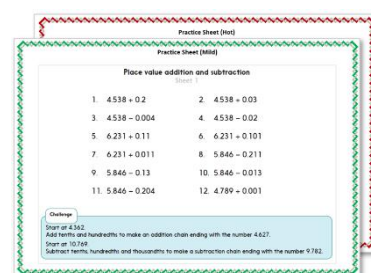 Practice Sheet (Hot)
Practice Sheet (Mild)
Place value addition and subtraction
Sheet 1
1. 4.538 + 0.2
2. 4.538 + 0.03
3. 4.538 – 0.004
4. 4.538 – 0.02
5. 6.231 + 0.11
6. 6.231 + 0.101
7. 6.231 + 0.011
8. 5.846 – 0.211
9. 5.846 – 0.13
10. 5.846 – 0.013
11. 5.846 – 0.204
12. 4.789 + 0.001
Challenge
Start at 4.362.
Add tenths and hundredths to make an addition chain ending with the number 4.627.
Start at 10.769.
Subtract tenths, hundredths and thousandths to make a subtraction chain ending with the number 9.782.